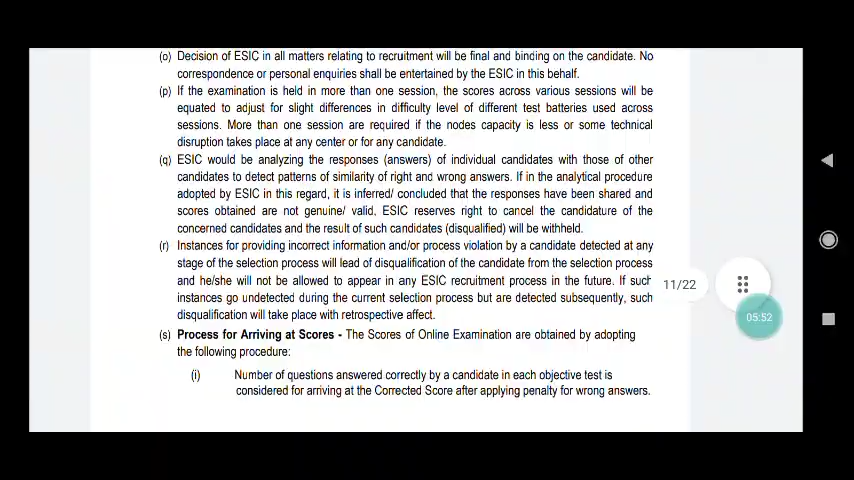 (o) Decision of ESIC in all matters relating to recruitment will be final and binding on the candidate. No
correspondence or personal enquiries shall be entertained by the ESIC in this behalf.
(p) If the examination is held in more than one session, the scores across various sessions will be
equated to adjust for slight differences in difficulty level of different test batteries used across
sessions. More than one session are required if the nodes capacity is less or some technical
disruption takes place at any center or for any candidate.
(q) ESIC would be analyzing the responses (answers) of individual candidates with those of other
candidates to detect patterns of similarity of right and wrong answers. If in the analytical procedure
adopted by ESIC in this regard, it is inferred/ concluded that the responses have been shared and
scores obtained are not genuine/ valid, ESIC reserves right to cancel the candidature of the
concerned candidates and the result of such candidates (disqualified) will be withheld.
(r) Instances for providing incorrect information and/or process violation by a candidate detected at any
stage of the selection process will lead of disqualification of the candidate from the selection process
and he/she will not be allowed to appear in any ESIC recruitment process in the future. If such
instances go undetected during the current selection process but are detected subsequently, such
disqualification will take place with retrospective affect.
11/22
05:52
(s) Process for Arriving at Scores - The Scores of Online Examination are obtained by adopting
the following procedure:
(i) Number of questions answered correctly by a candidate in each objective test is
considered for arriving at the Corrected Score after applying penalty for wrong answers.